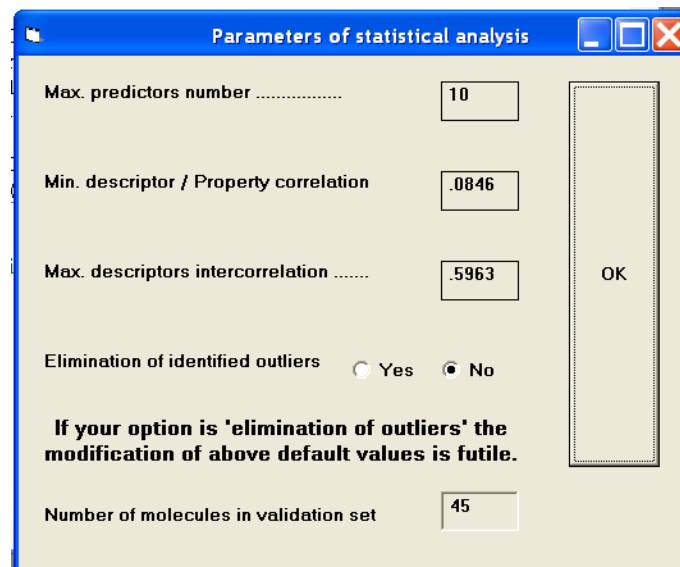 Parameters of statistical analysis
Max. predictors number ................. 10
Min. descriptor / Property correlation .0846
Max. descriptors intercorrelation ....... .5963
OK
Elimination of identified outliers Yes No
If your option is 'elimination of outliers' the
modification of above default values is futile.
Number of molecules in validation set 45